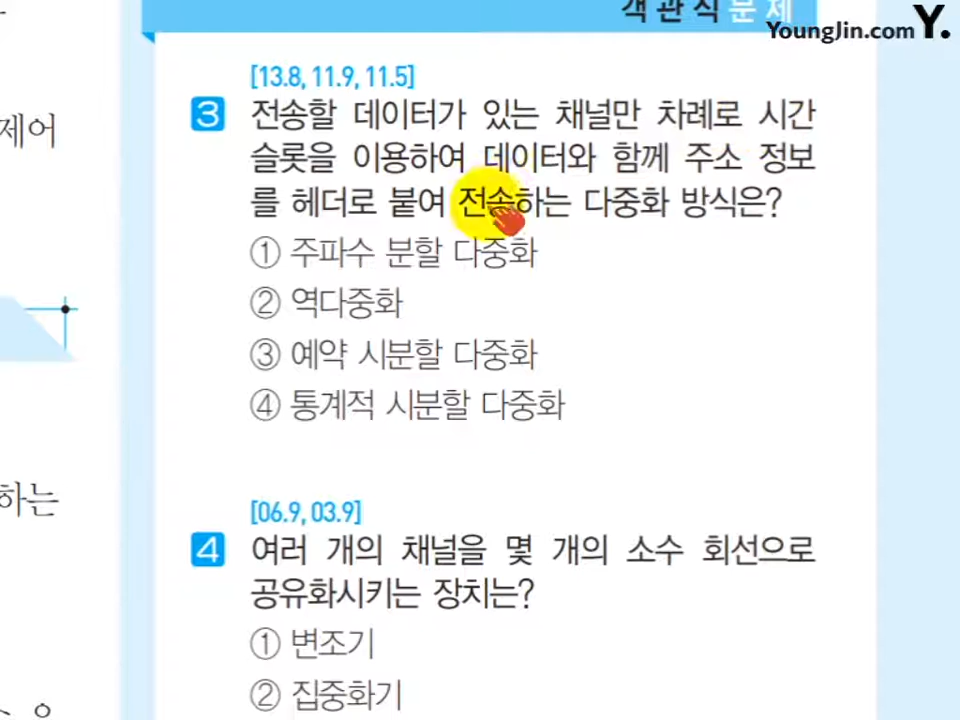 객관식 문제
YoungJin.com Y.
제어
하는
[13.8, 11.9, 11.5]
3 전송할 데이터가 있는 채널만 차례로 시간
슬롯을 이용하여 데이터와 함께 주소 정보
를 헤더로 붙여 전송하는 다중화 방식은?
① 주파수 분할 다중화
② 역다중화
③ 예약 시분할 다중화
④ 통계적 시분할 다중화
[06.9, 03.9]
4 여러 개의 채널을 몇 개의 소수 회선으로
공유화시키는 장치는?
① 변조기
② 집중화기